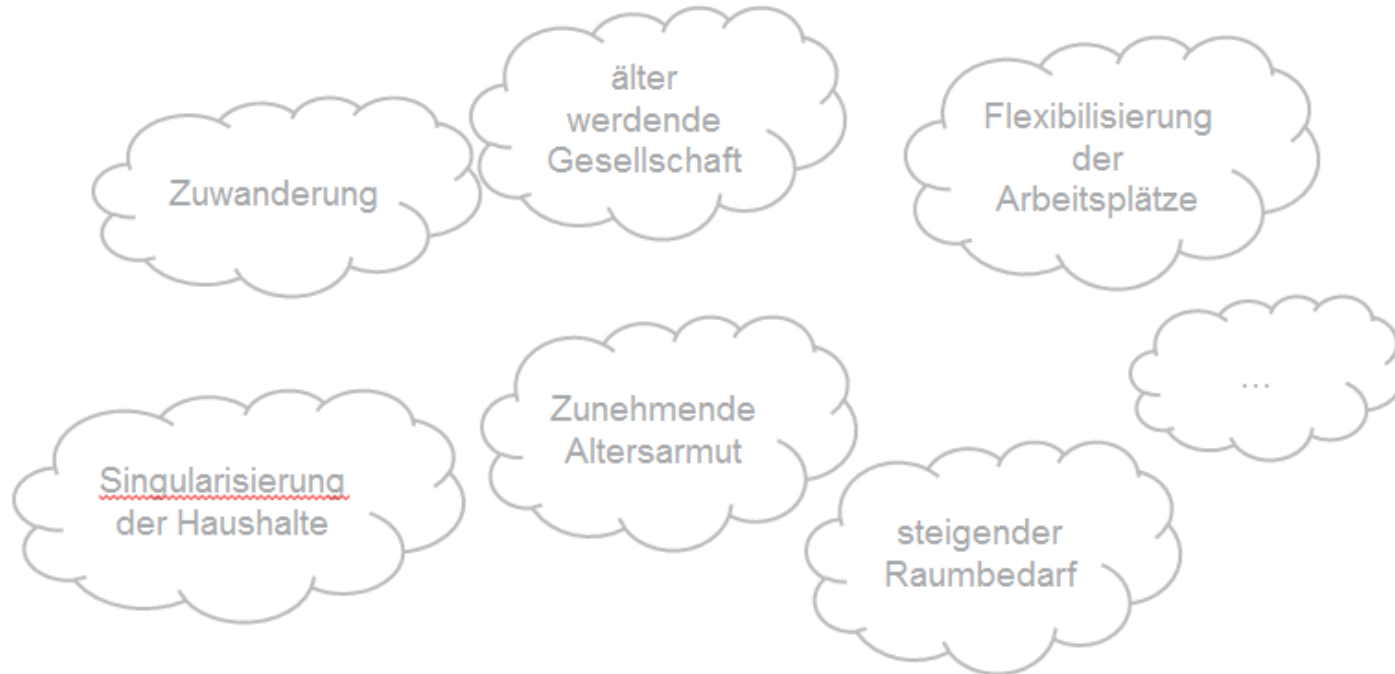 Zuwanderung
älter
werdende
Gesellschaft
Flexibilisierung
der
Arbeitsplätze
Singularisierung
der Haushalte
Zunehmende
Altersarmut
steigender
Raumbedarf
...